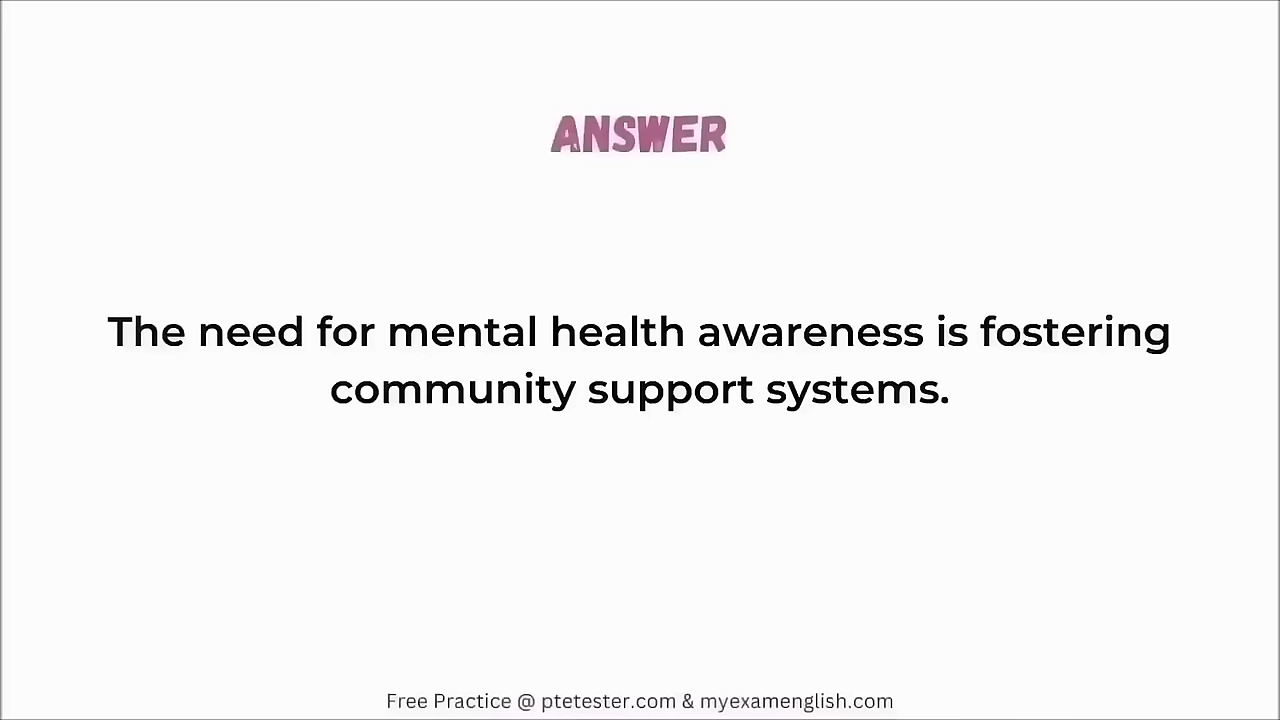 ANSWER
The need for mental health awareness is fostering
community support systems.
Free Practice @ ptetester.com & myexamenglish.com